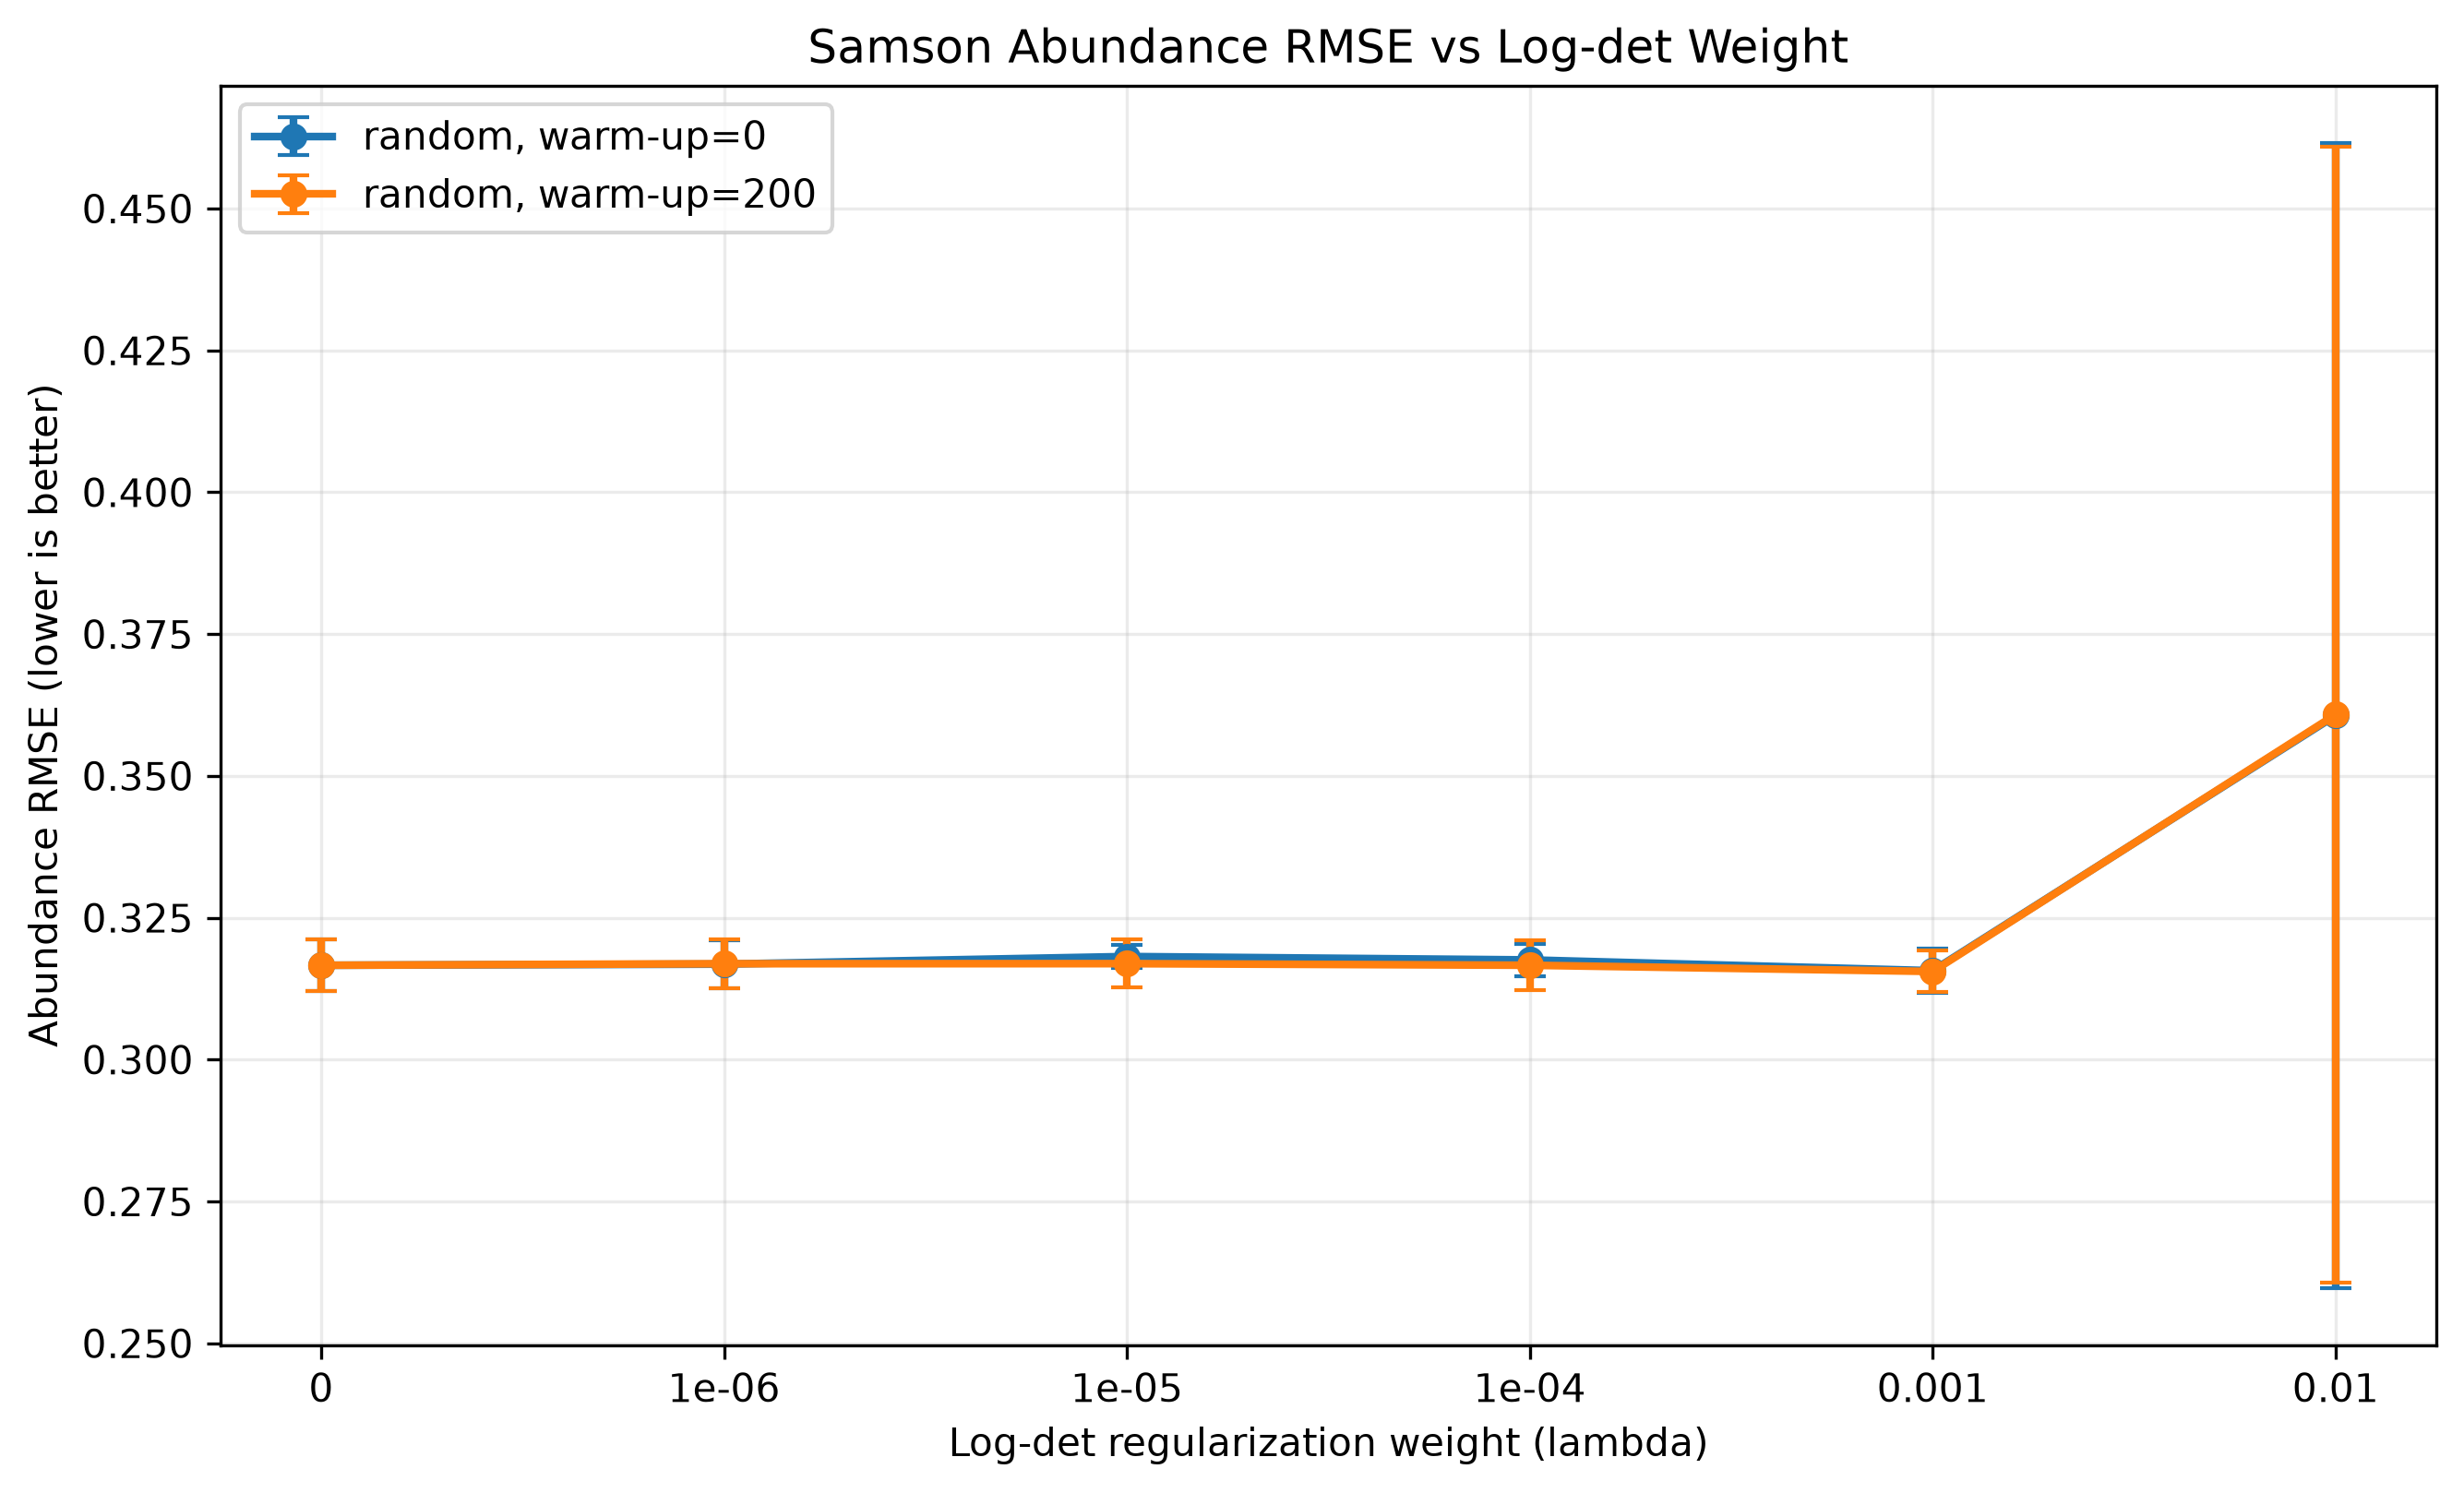 Samson Abundance RMSE vs Log-det Weight
random, warm-up=0
random, warm-up=200
Abundance RMSE (lower is better)
0.450
0.425
0.400
0.375
0.350
0.325
0.300
0.275
0.250
0
1e-06
1e-05
1e-04
0.001
0.01
Log-det regularization weight (lambda)